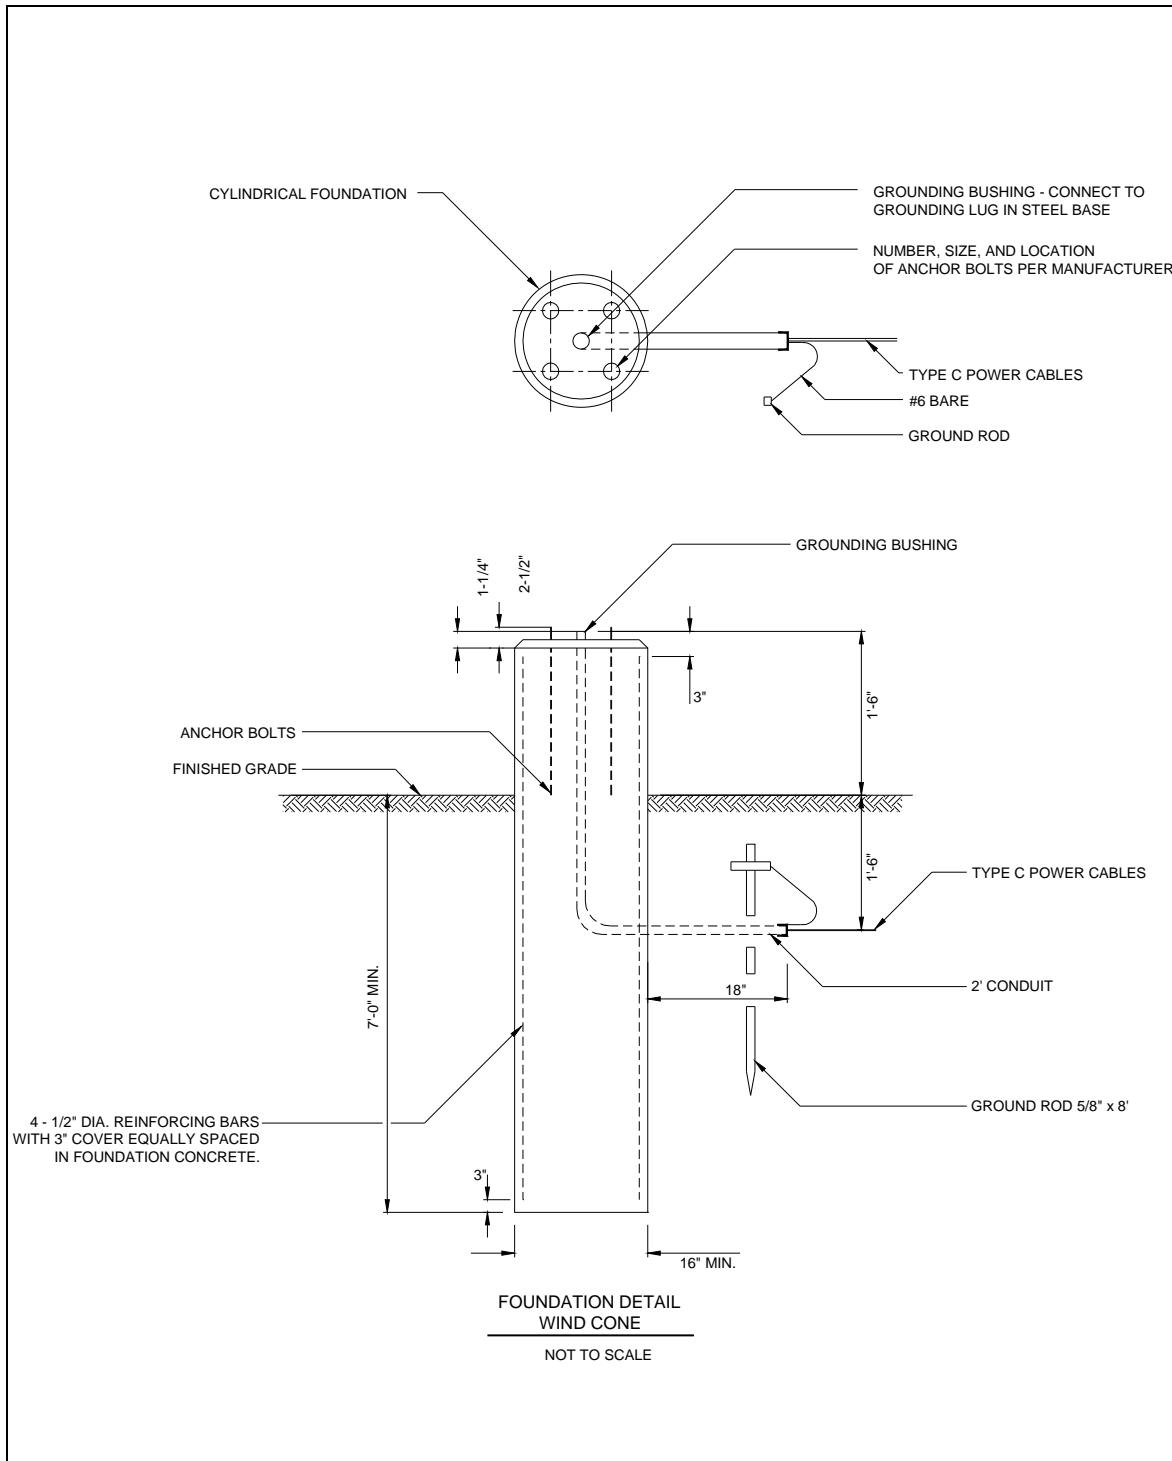 CYLINDRICAL FOUNDATION
GROUNDING BUSHING - CONNECT TO
GROUNDING LUG IN STEEL BASE
NUMBER, SIZE, AND LOCATION
OF ANCHOR BOLTS PER MANUFACTURER
TYPE C POWER CABLES
#6 BARE
GROUND ROD
GROUNDING BUSHING
1-1/4"
2-1/2"
3"
1'-6"
ANCHOR BOLTS
FINISHED GRADE
1'-6"
TYPE C POWER CABLES
2' CONDUIT
18"
7'-0" MIN.
GROUND ROD 5/8" x 8'
4 - 1/2" DIA. REINFORCING BARS
WITH 3" COVER EQUALLY SPACED
IN FOUNDATION CONCRETE.
3"
16" MIN.
FOUNDATION DETAIL
WIND CONE
NOT TO SCALE